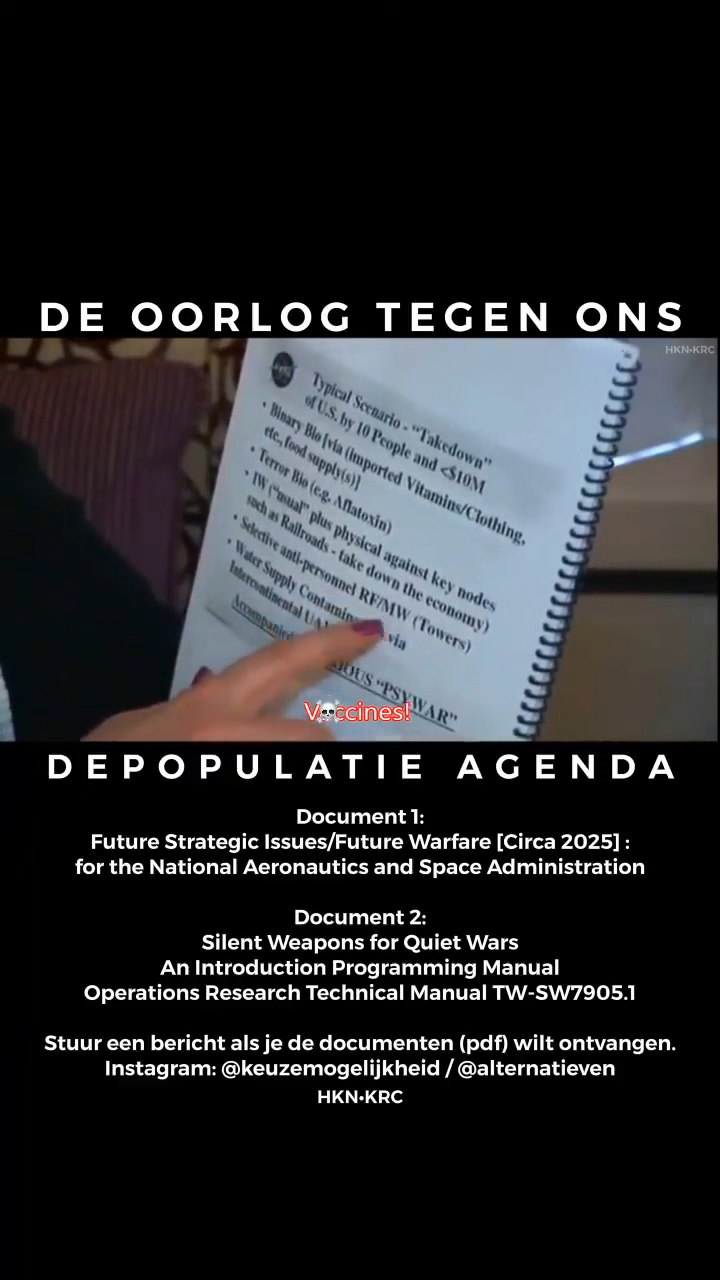 DE OORLOG TEGEN ONS
HKN•KRC
Typical Scenario - "Takedown"
of U.S. by 10 People and <$10M
• Binary Bio [via (imported Vitamins/Clothing,
etc, food supply(s)]
• Terror Bio (e.g. Aflatoxin)
• IW ("usual" plus physical against key nodes
such as Railroads - take down the economy)
• Selective anti-personnel RF/MW (Towers)
• Water Supply via
Intercontinental
"PSYWAR"
Vccines!
DEPOPULATIE AGENDA
Document 1:
Future Strategic Issues/Future Warfare [Circa 2025] :
for the National Aeronautics and Space Administration
Document 2:
Silent Weapons for Quiet Wars
An Introduction Programming Manual
Operations Research Technical Manual TW-SW7905.1
Stuur een bericht als je de documenten (pdf) wilt ontvangen.
Instagram: @keuzemogelijkheid / @alternatieven
HKN•KRC